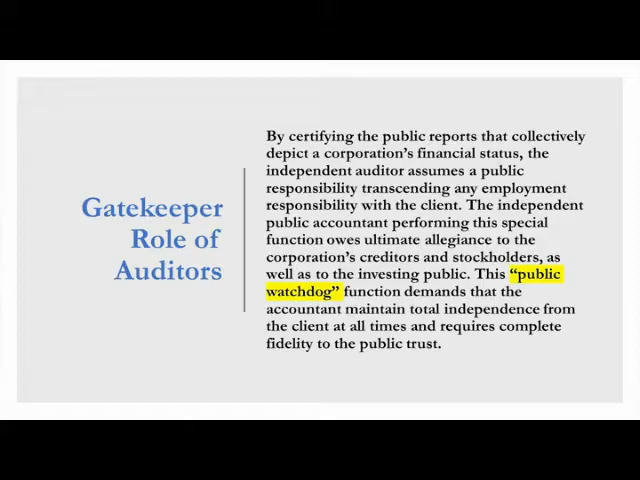 Gatekeeper
Role of
Auditors
By certifying the public reports that collectively
depict a corporation’s financial status, the
independent auditor assumes a public
responsibility transcending any employment
responsibility with the client. The independent
public accountant performing this special
function owes ultimate allegiance to the
corporation’s creditors and stockholders, as
well as to the investing public. This “public
watchdog” function demands that the
accountant maintain total independence from
the client at all times and requires complete
fidelity to the public trust.